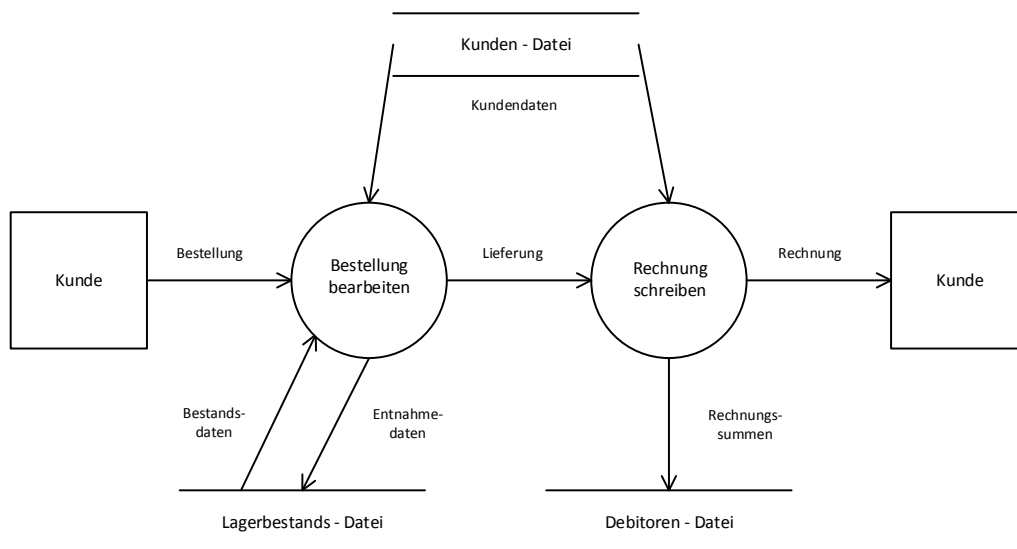 Kunden - Datei
Kundendaten
Kunde
Bestellung
Bestellung
bearbeiten
Lieferung
Rechnung
schreiben
Rechnung
Kunde
Bestands-
daten
Entnahme-
daten
Rechnungs-
summen
Lagerbestands - Datei
Debitoren - Datei